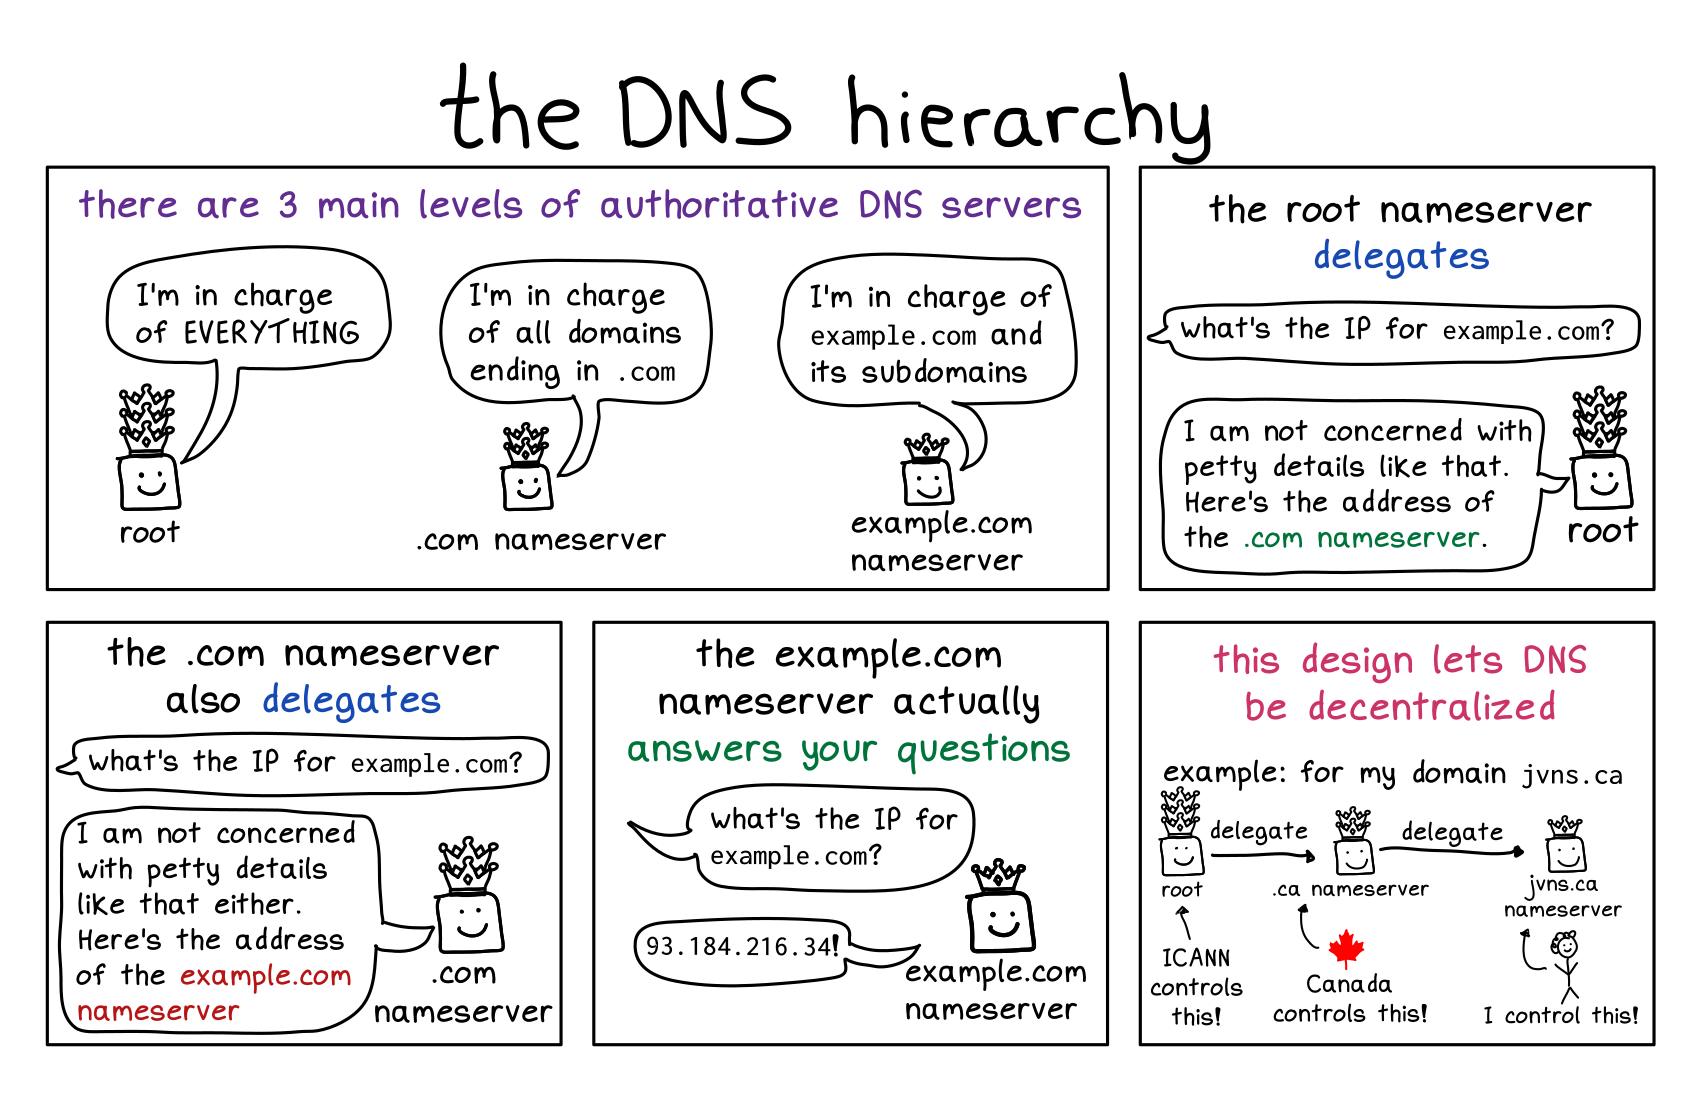 the DNS hierarchy
there are 3 main levels of authoritative DNS servers
I'm in charge
of EVERYTHING
root
I'm in charge
of all domains
ending in .com
.com nameserver
I'm in charge of
example.com and
its subdomains
example.com
nameserver
the root nameserver
delegates
what's the IP for example.com?
I am not concerned with
petty details like that.
Here's the address of
the .com nameserver.
root
the .com nameserver
also delegates
what's the IP for example.com?
I am not concerned
with petty details
like that either.
Here's the address
of the example.com
nameserver
.com
nameserver
the example.com
nameserver actually
answers your questions
what's the IP for
example.com?
93.184.216.34!
example.com
nameserver
this design lets DNS
be decentralized
example: for my domain jvns.ca
delegate
delegate
root
.ca nameserver
jvns.ca
nameserver
ICANN
controls
this!
Canada
controls this!
I control this!